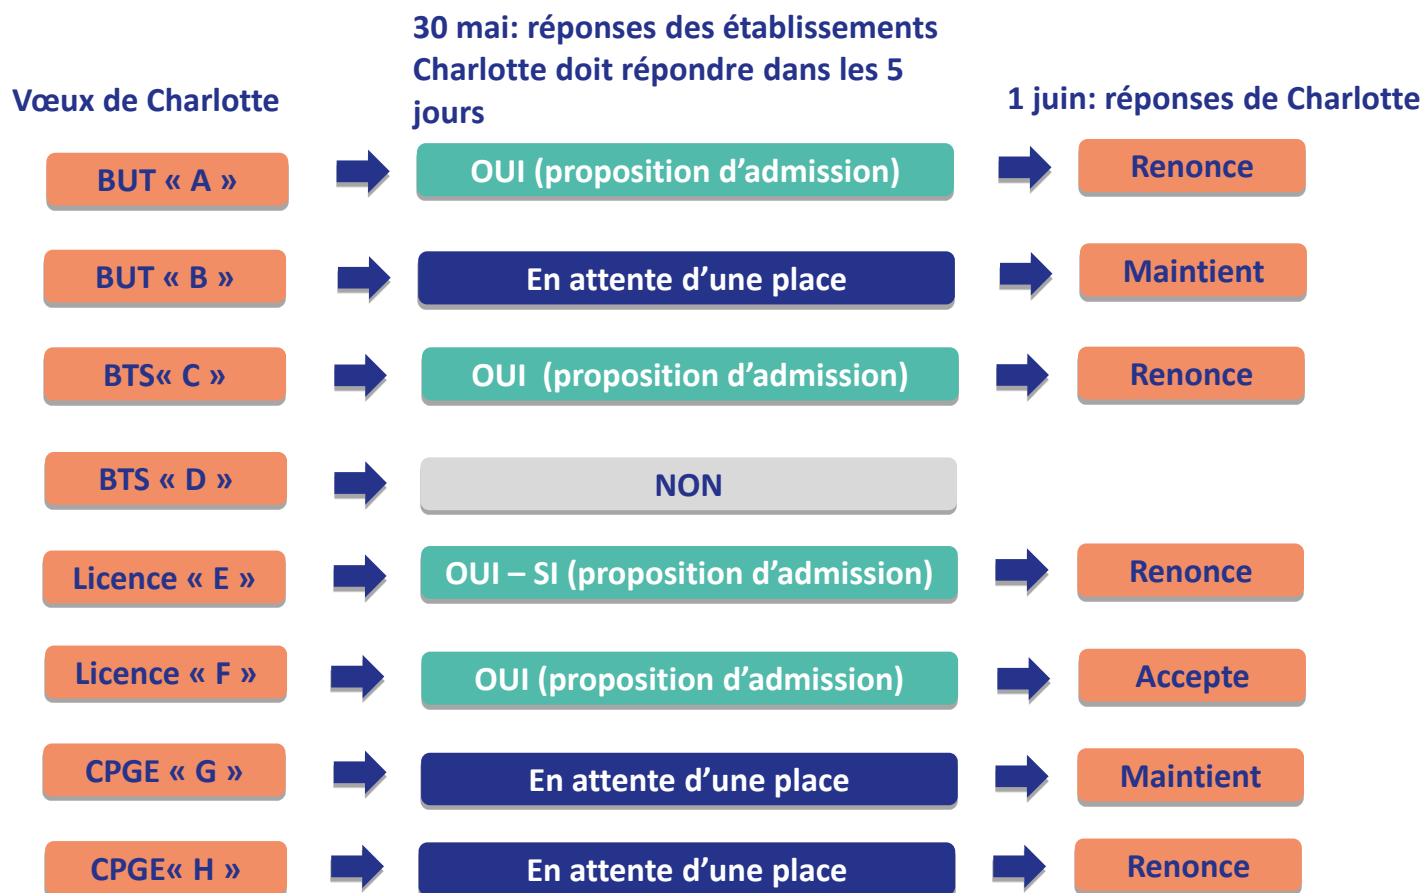 Vœux de Charlotte
30 mai: réponses des établissements
Charlotte doit répondre dans les 5
jours
1 juin: réponses de Charlotte
BUT « A »
OUI (proposition d’admission)
Renonce
BUT « B »
En attente d’une place
Maintient
BTS« C »
OUI (proposition d’admission)
Renonce
BTS « D »
NON
Licence « E »
OUI – SI (proposition d’admission)
Renonce
Licence « F »
OUI (proposition d’admission)
Accepte
CPGE « G »
En attente d’une place
Maintient
CPGE« H »
En attente d’une place
Renonce